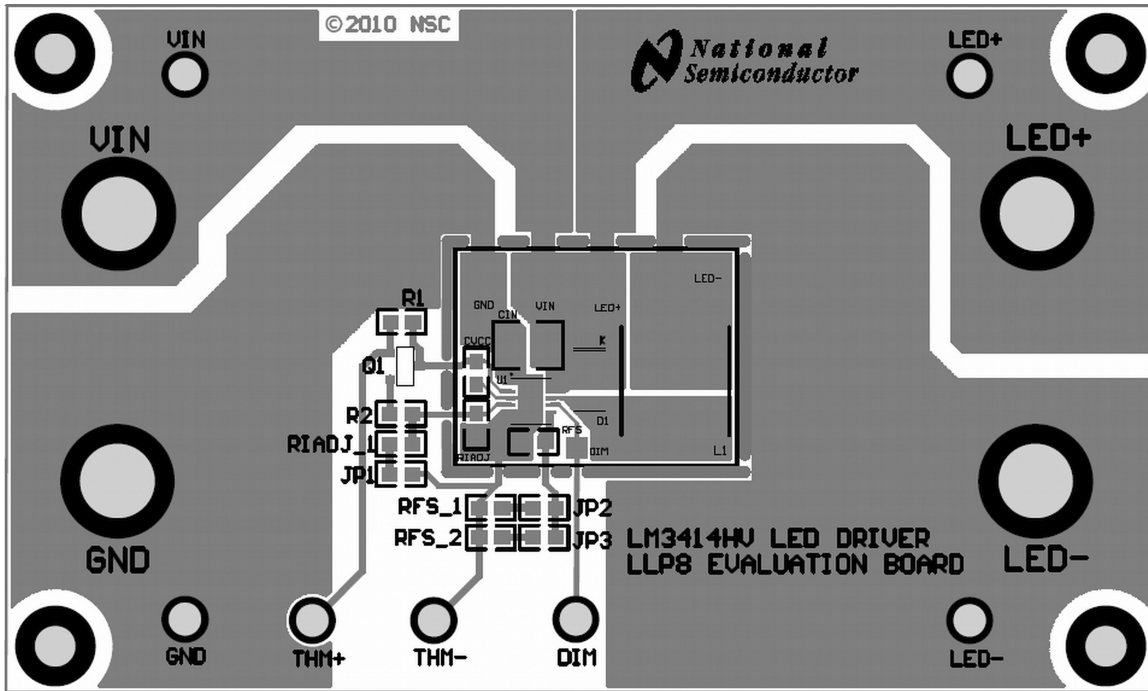 ©2010 NSC
National
Semiconductor
VIN
LED+
VIN
LED+
LED-
GND
VIN
LED+
CIN
R1
CVCC
K
Q1
U1
R2
D1
RFS
RIADJ_1
RIADJ
DIM
L1
JP1
RFS_1
JP2
RFS_2
JP3
LM3414HV LED DRIVER
LLP8 EVALUATION BOARD
GND
LED-
GND
THM+
THM-
DIM
LED-